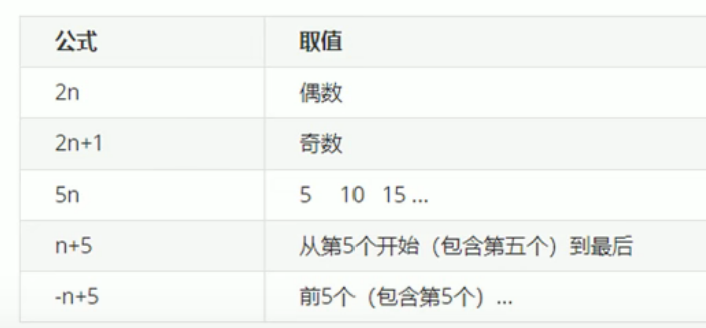 公式 取值
2n 偶数
2n+1 奇数
5n 5 10 15 ...
n+5 从第5个开始（包含第五个）到最后
-n+5 前5个（包含第5个）...